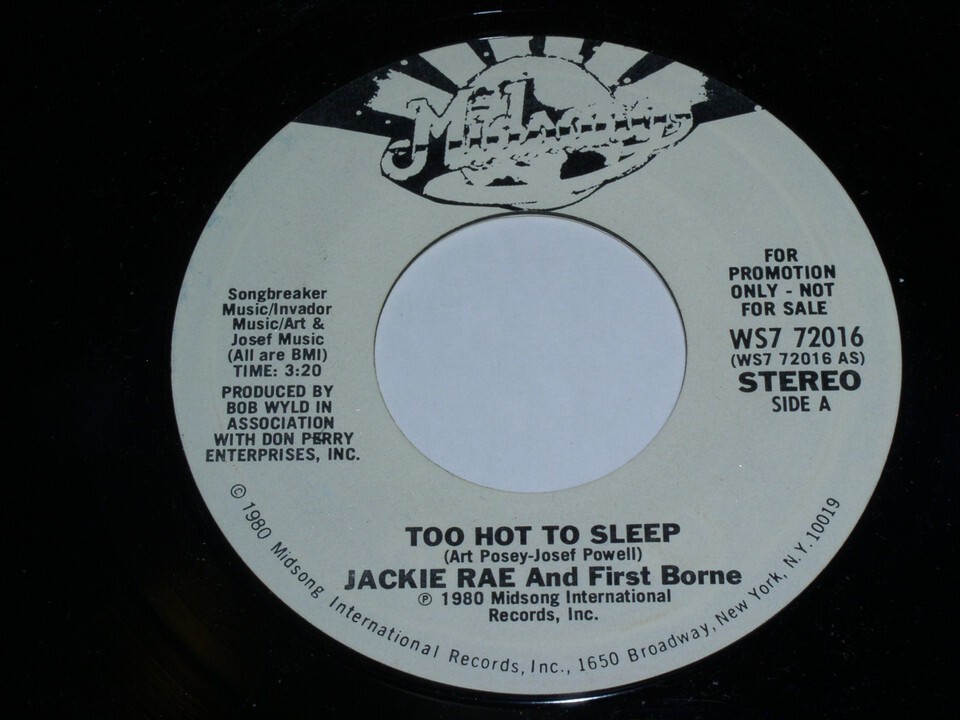 Midsong
Songbreaker
Music/Invador
Music/Art &
Josef Music
(All are BMI)
TIME: 3:20
PRODUCED BY
BOB WYLD IN
ASSOCIATION
WITH DON PERRY
ENTERPRISES, INC.
FOR
PROMOTION
ONLY - NOT
FOR SALE
WS7 72016
(WS7 72016 AS)
STEREO
SIDE A
TOO HOT TO SLEEP
(Art Posey-Josef Powell)
JACKIE RAE And First Borne
℗ 1980 Midsong International
Records, Inc.
© 1980 Midsong International Records, Inc., 1650 Broadway, New York, N.Y. 10019